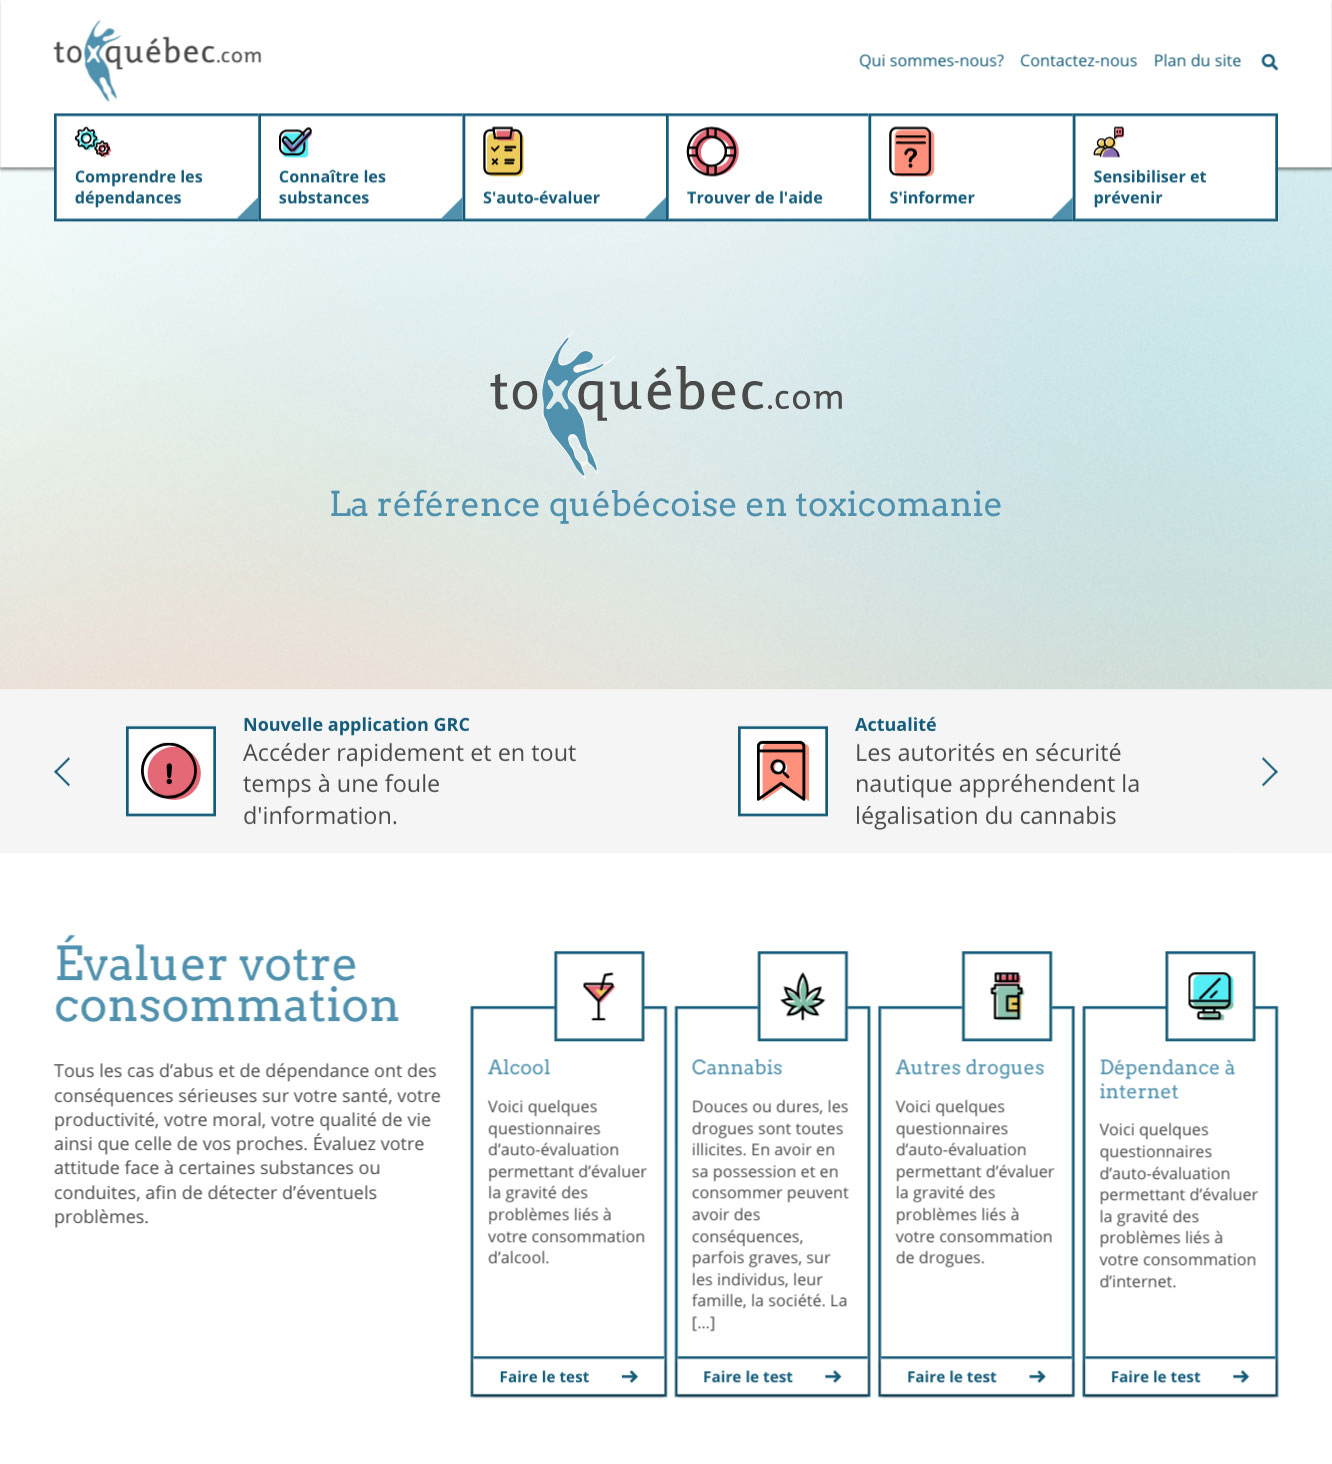 toxquébec.com
Qui sommes-nous? Contactez-nous Plan du site
Comprendre les
dépendances
Connaître les
substances
S'auto-évaluer
Trouver de l'aide
S'informer
Sensibiliser et
prévenir
toxquébec.com
La référence québécoise en toxicomanie
Nouvelle application GRC
Accéder rapidement et en tout
temps à une foule
d'information.
Actualité
Les autorités en sécurité
nautique appréhendent la
légalisation du cannabis
Évaluer votre
consommation
Tous les cas d’abus et de dépendance ont des
conséquences sérieuses sur votre santé, votre
productivité, votre moral, votre qualité de vie
ainsi que celle de vos proches. Évaluez votre
attitude face à certaines substances ou
conduites, afin de détecter d’éventuels
problèmes.
Alcool
Voici quelques
questionnaires
d’auto-évaluation
permettant d’évaluer
la gravité des
problèmes liés à
votre consommation
d’alcool.
Faire le test
Cannabis
Douces ou dures, les
drogues sont toutes
illicites. En avoir en
sa possession et en
consommer peuvent
avoir des
conséquences,
parfois graves, sur
les individus, leur
famille, la société. La
[...]
Faire le test
Autres drogues
Voici quelques
questionnaires
d’auto-évaluation
permettant d’évaluer
la gravité des
problèmes liés à
votre consommation
de drogues.
Faire le test
Dépendance à
internet
Voici quelques
questionnaires
d’auto-évaluation
permettant d’évaluer
la gravité des
problèmes liés à
votre consommation
d’internet.
Faire le test